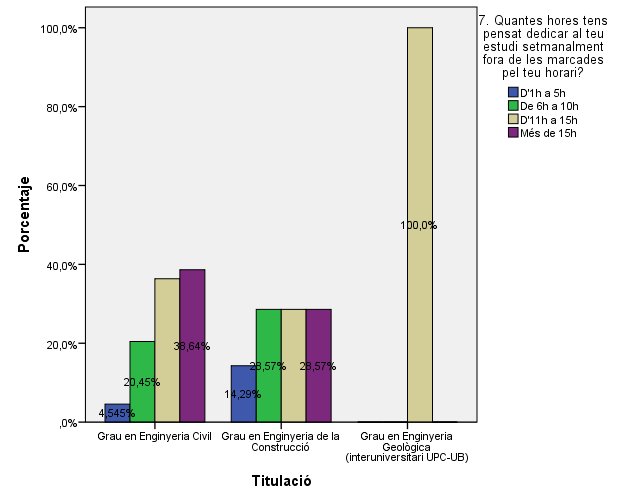 7. Quantes hores tens
pensat dedicar al teu
estudi setmanalment
fora de les marcades
pel teu horari?
D'1h a 5h
De 6h a 10h
D'11h a 15h
Més de 15h
Porcentaje
100,0%
80,0%
60,0%
40,0%
20,0%
,0%
4,545%
20,45%
38,64%
14,29%
28,57%
28,57%
100,0%
Grau en Enginyeria Civil
Grau en Enginyeria de la
Construcció
Grau en Enginyeria
Geològica
(interuniversitari UPC-UB)
Titulació